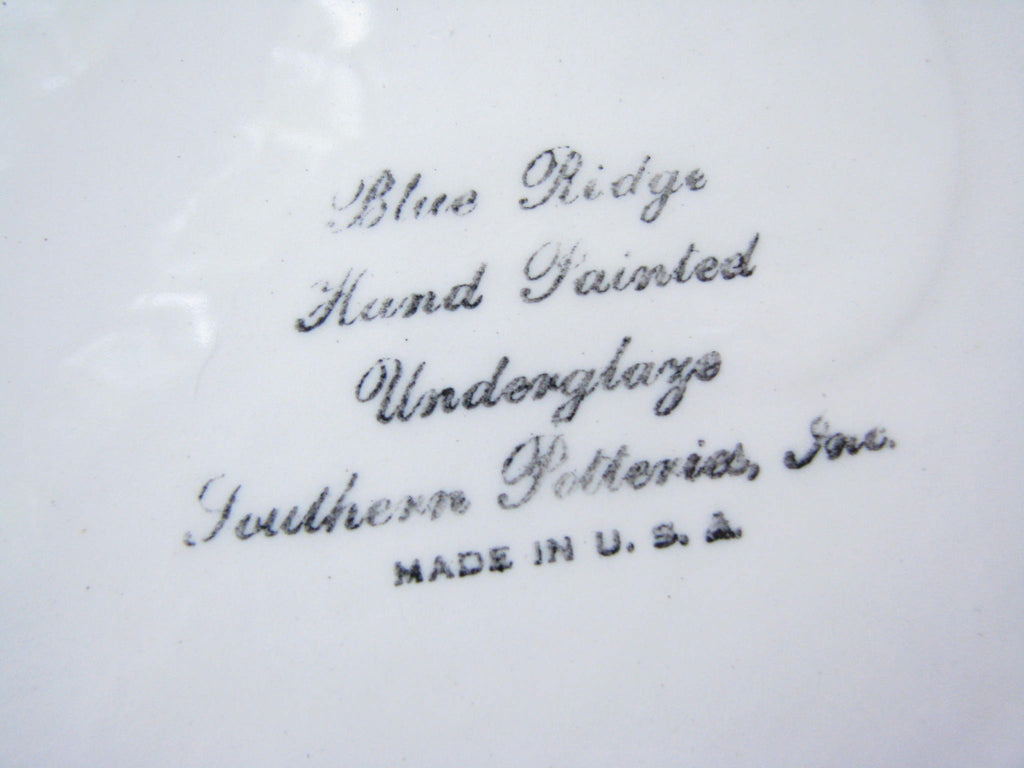 Blue Ridge
Hand Painted
Underglaze
Southern Potteries, Inc.
MADE IN U. S. A.